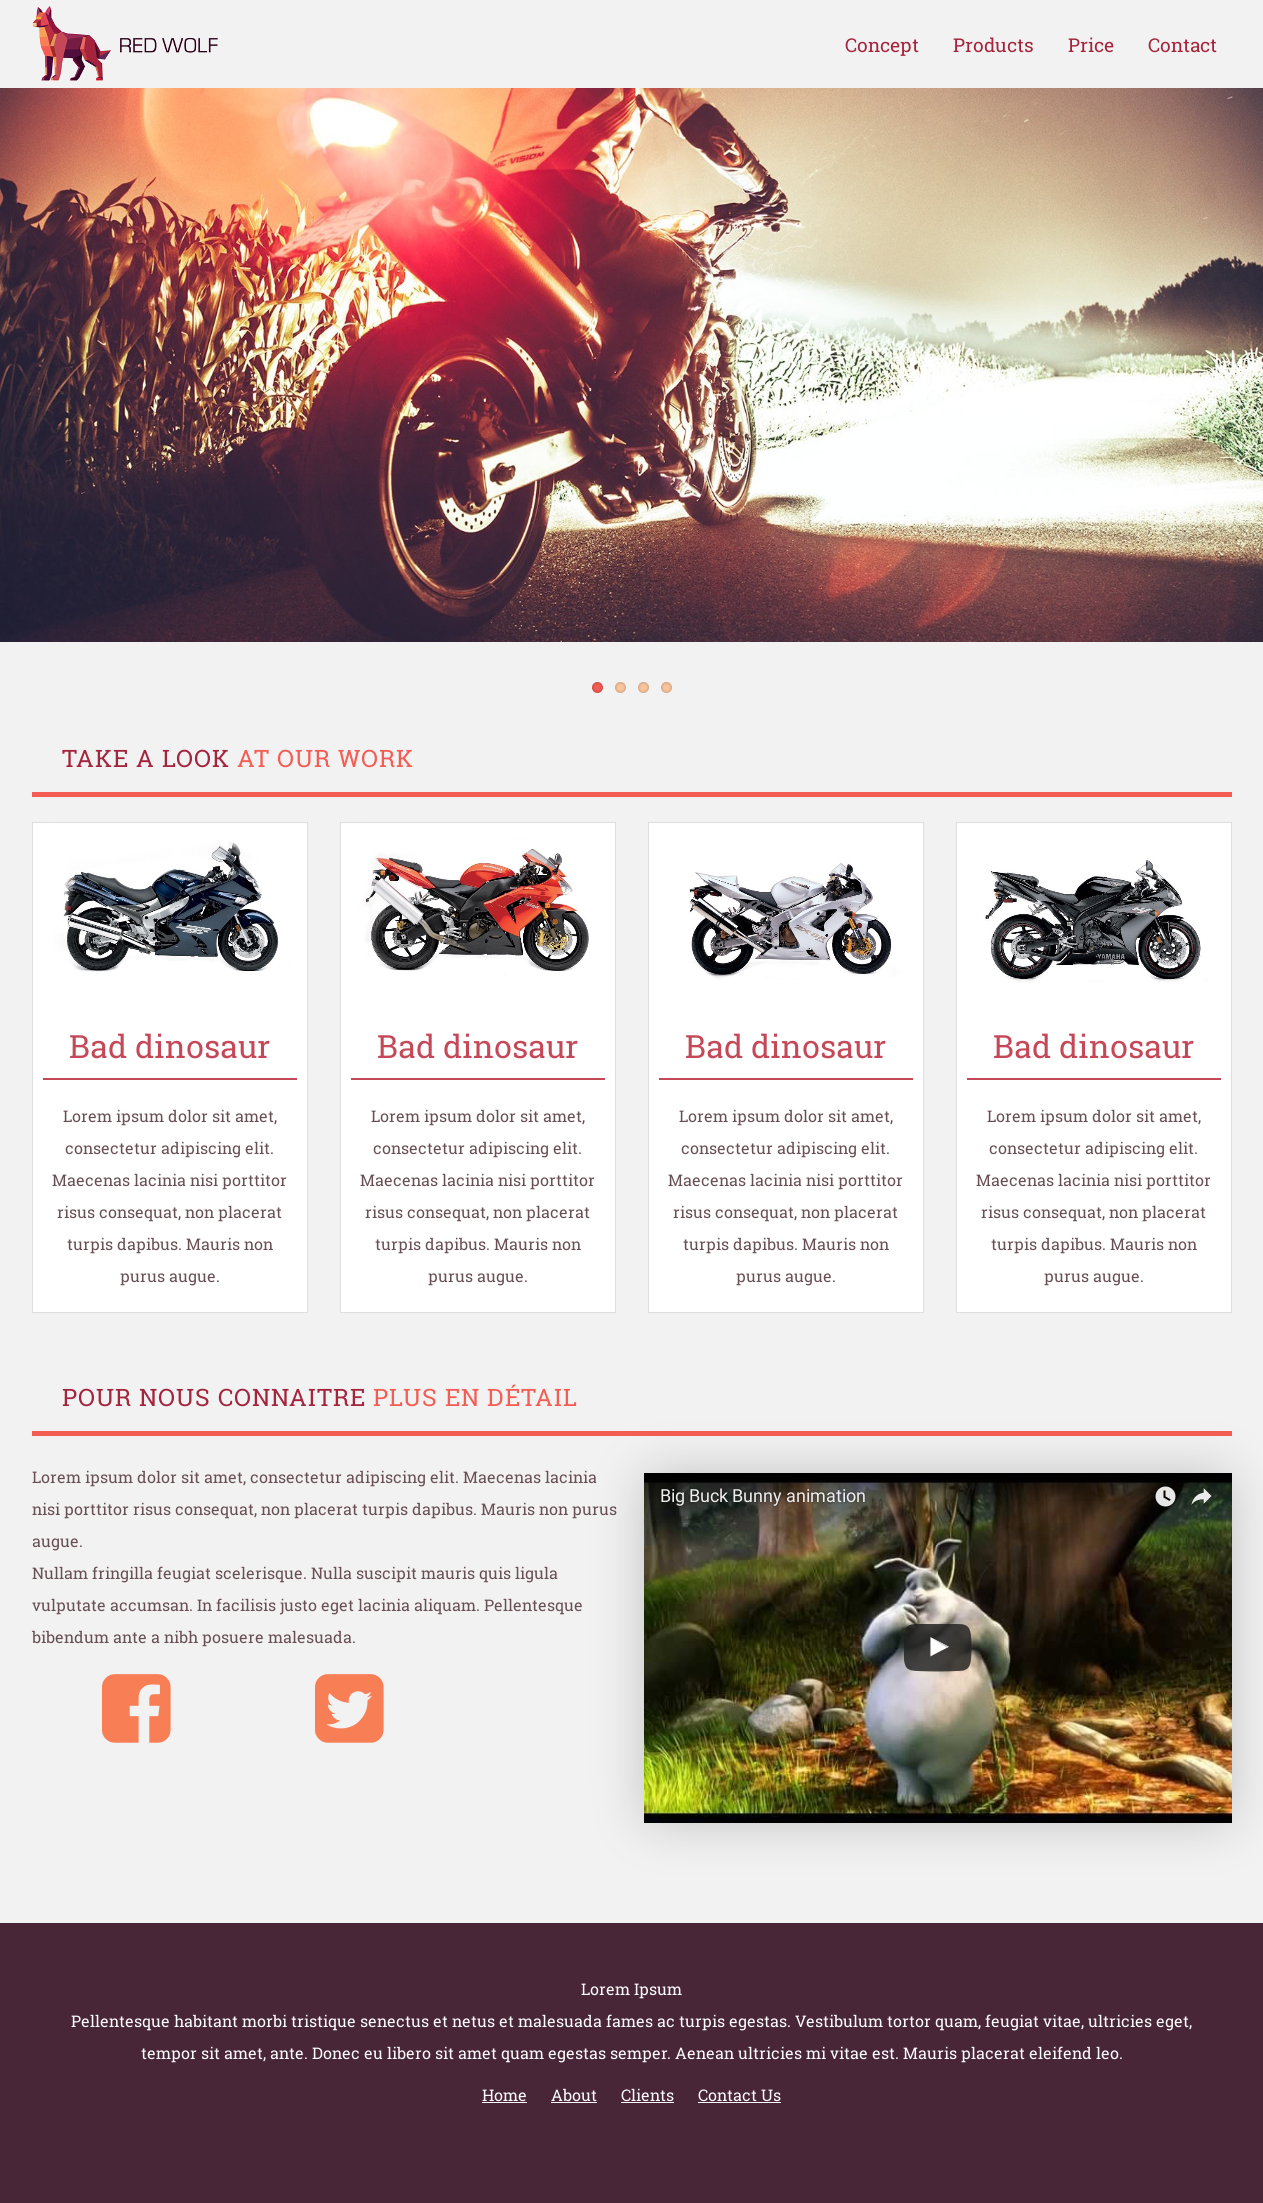 RED WOLF
Concept Products Price Contact
VISION
TAKE A LOOK AT OUR WORK
Bad dinosaur
Lorem ipsum dolor sit amet,
consectetur adipiscing elit.
Maecenas lacinia nisi porttitor
risus consequat, non placerat
turpis dapibus. Mauris non
purus augue.
Bad dinosaur
Lorem ipsum dolor sit amet,
consectetur adipiscing elit.
Maecenas lacinia nisi porttitor
risus consequat, non placerat
turpis dapibus. Mauris non
purus augue.
Bad dinosaur
Lorem ipsum dolor sit amet,
consectetur adipiscing elit.
Maecenas lacinia nisi porttitor
risus consequat, non placerat
turpis dapibus. Mauris non
purus augue.
YAMAHA
Bad dinosaur
Lorem ipsum dolor sit amet,
consectetur adipiscing elit.
Maecenas lacinia nisi porttitor
risus consequat, non placerat
turpis dapibus. Mauris non
purus augue.
POUR NOUS CONNAITRE PLUS EN DÉTAIL
Lorem ipsum dolor sit amet, consectetur adipiscing elit. Maecenas lacinia
nisi porttitor risus consequat, non placerat turpis dapibus. Mauris non purus
augue.
Nullam fringilla feugiat scelerisque. Nulla suscipit mauris quis ligula
vulputate accumsan. In facilisis justo eget lacinia aliquam. Pellentesque
bibendum ante a nibh posuere malesuada.
Big Buck Bunny animation
Lorem Ipsum
Pellentesque habitant morbi tristique senectus et netus et malesuada fames ac turpis egestas. Vestibulum tortor quam, feugiat vitae, ultricies eget,
tempor sit amet, ante. Donec eu libero sit amet quam egestas semper. Aenean ultricies mi vitae est. Mauris placerat eleifend leo.
Home About Clients Contact Us